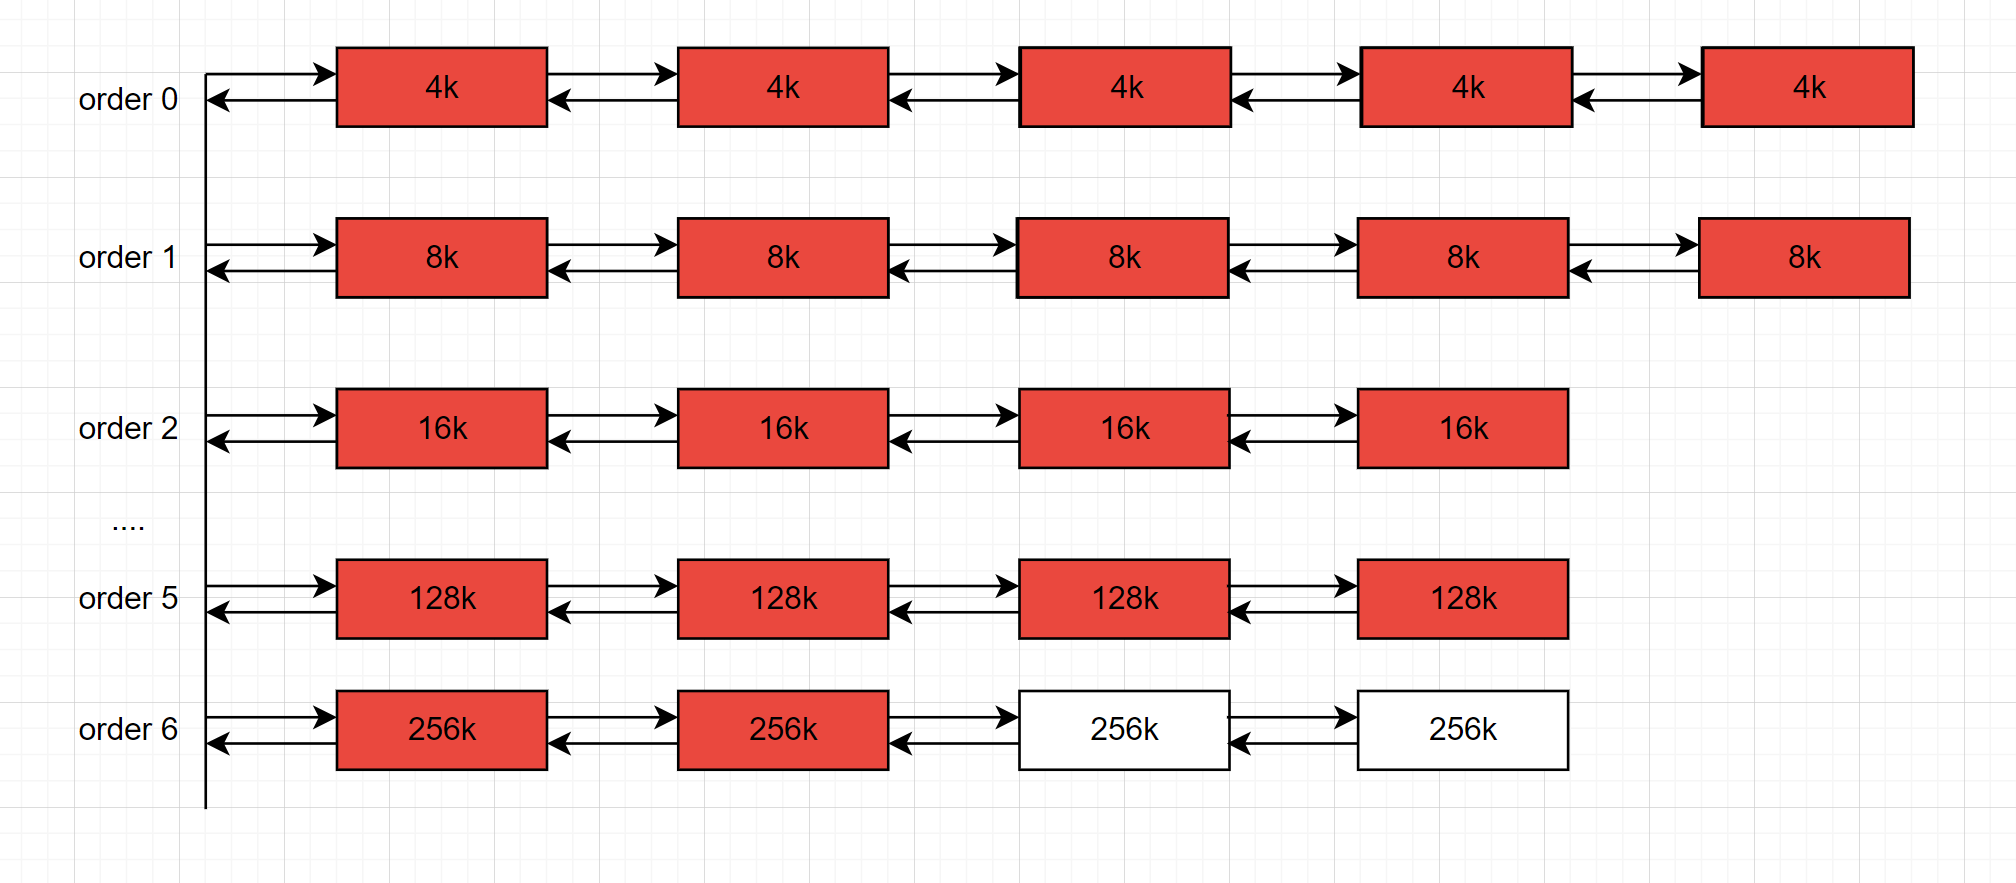 order 0 4k 4k 4k 4k 4k
order 1 8k 8k 8k 8k 8k
order 2 16k 16k 16k 16k
....
order 5 128k 128k 128k 128k
order 6 256k 256k 256k 256k